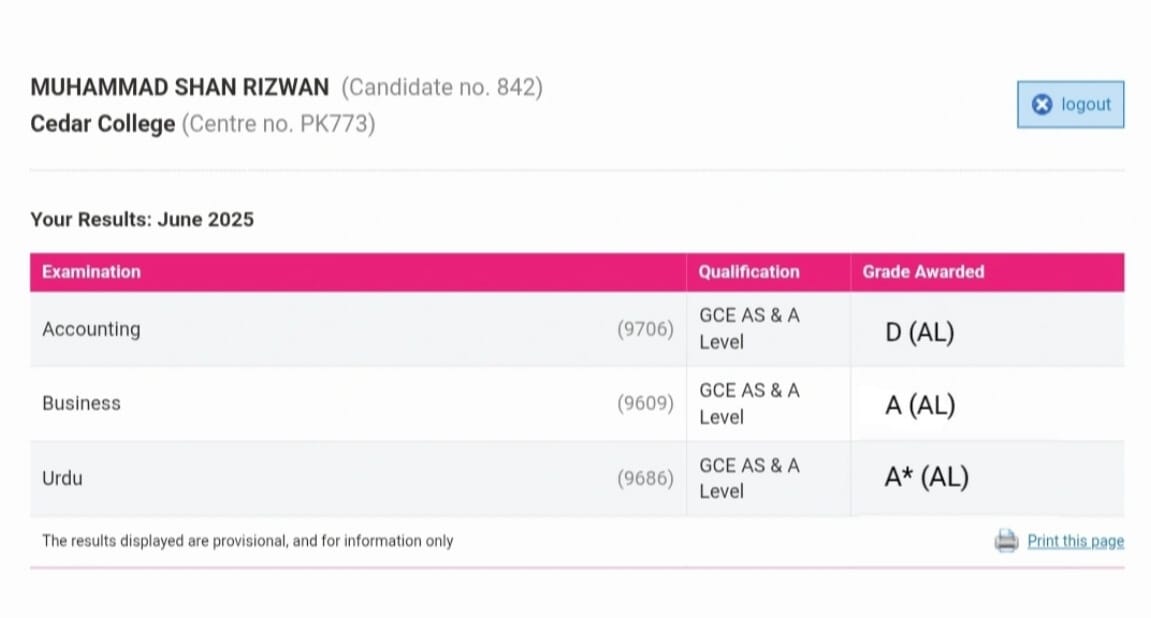 MUHAMMAD SHAN RIZWAN (Candidate no. 842)
Cedar College (Centre no. PK773)
logout
Your Results: June 2025
Examination Qualification Grade Awarded
Accounting (9706) GCE AS & A Level D (AL)
Business (9609) GCE AS & A Level A (AL)
Urdu (9686) GCE AS & A Level A* (AL)
The results displayed are provisional, and for information only
Print this page